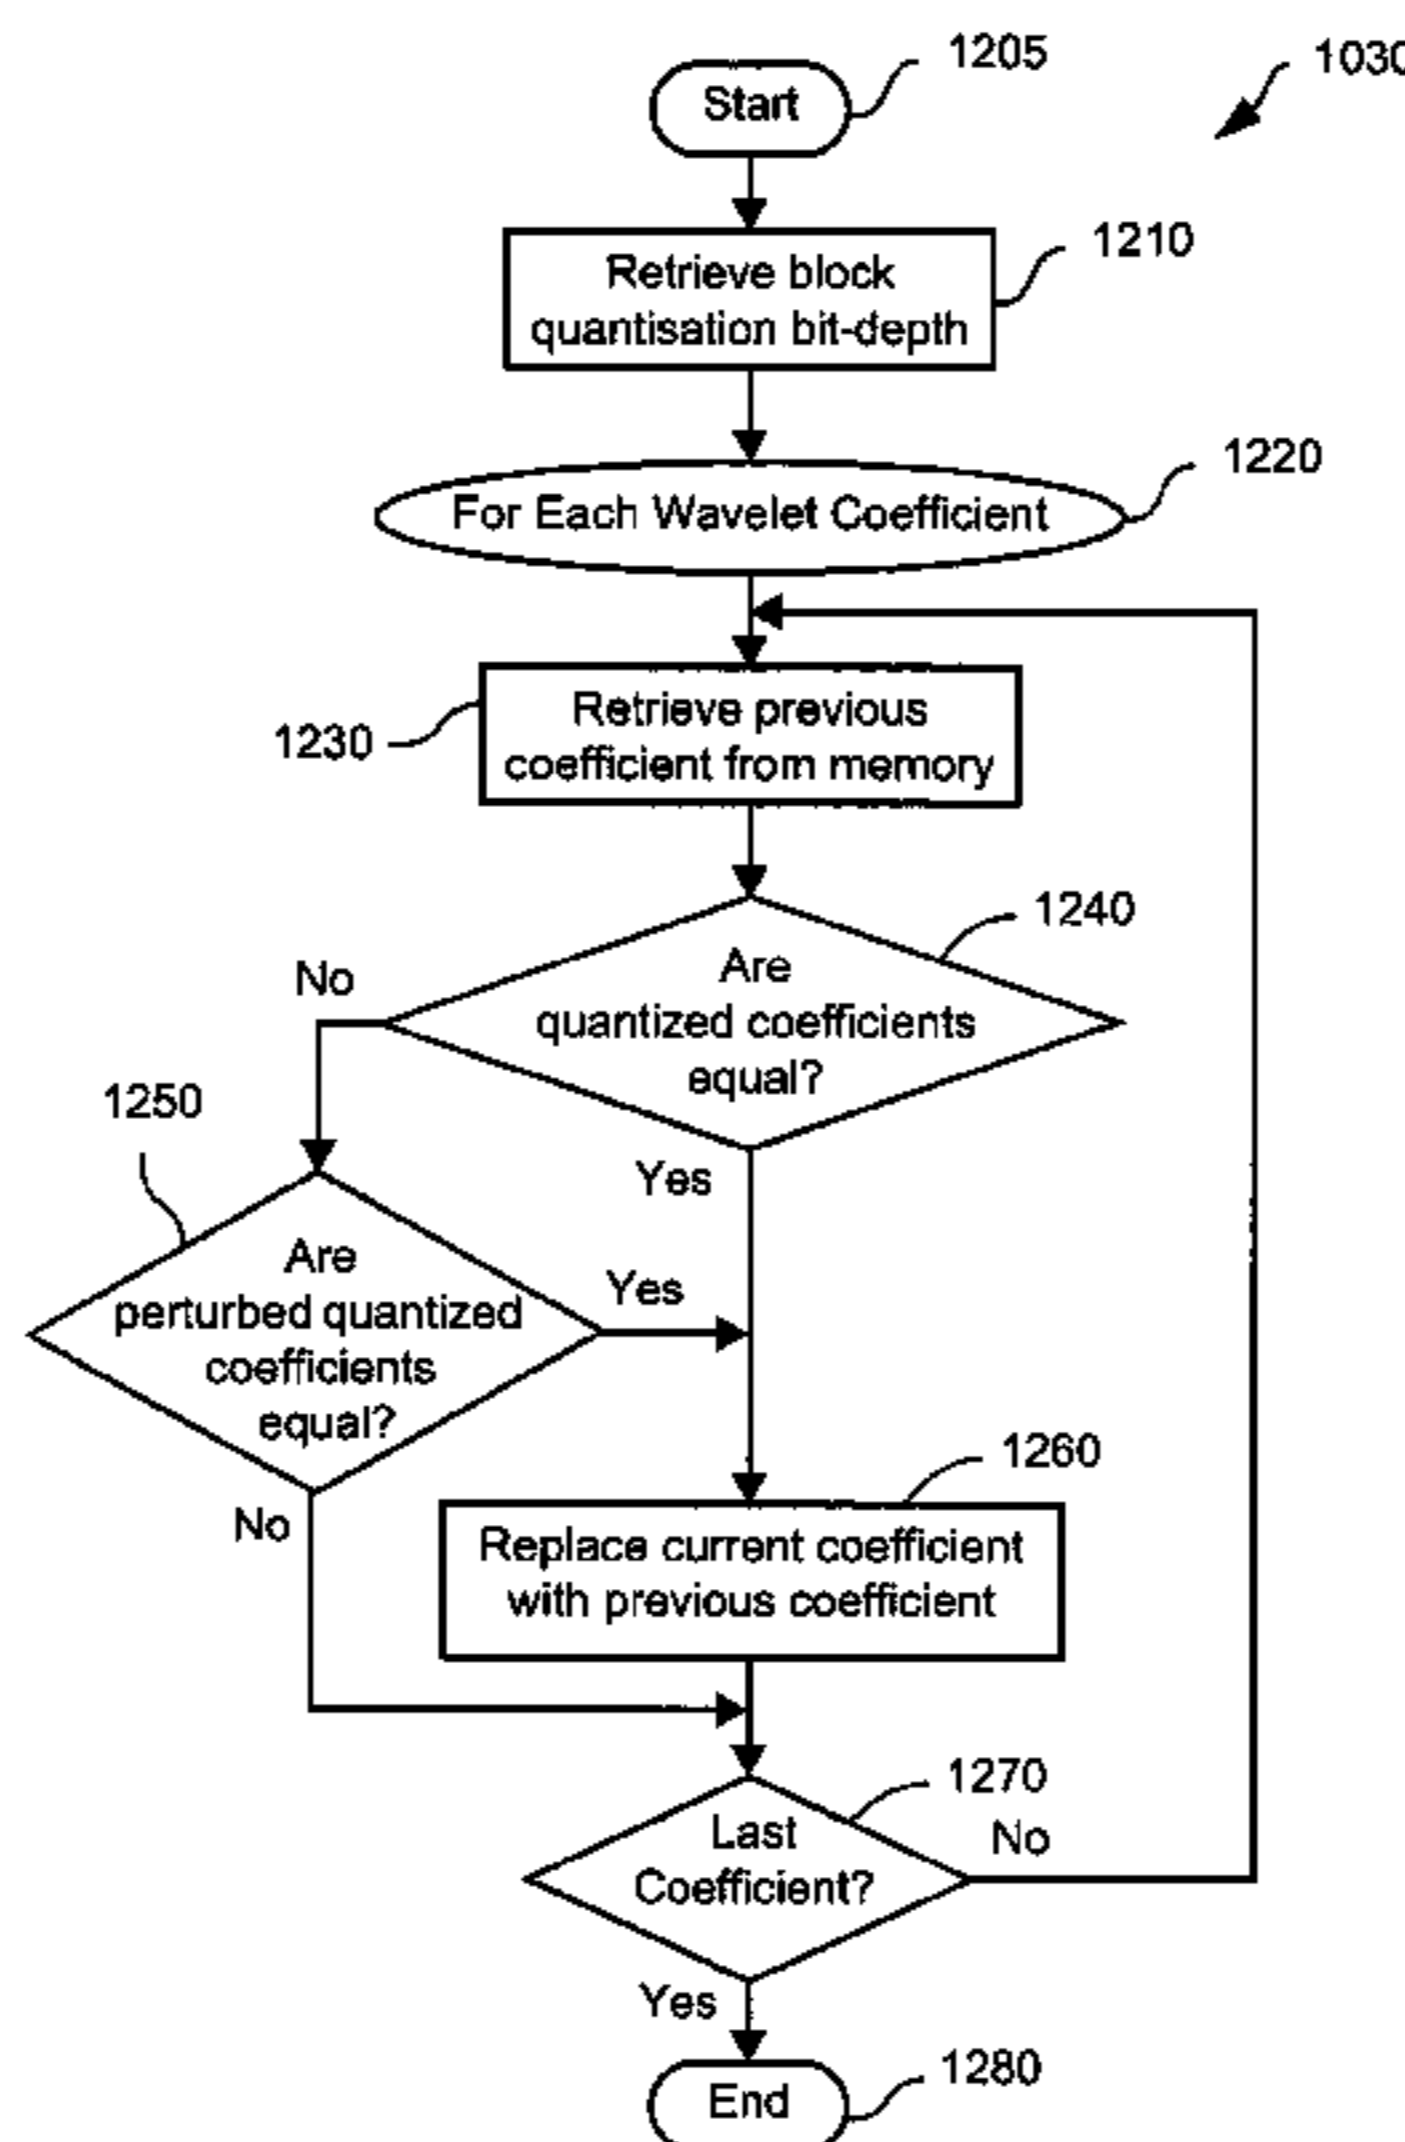 1205
1030
Start
1210
Retrieve block
quantisation bit-depth
1220
For Each Wavelet Coefficient
Retrieve previous
coefficient from memory
1230
1240
No
Are
quantized coefficients
equal?
1250
Yes
Are
perturbed quantized
coefficients
equal?
Yes
1260
No
Replace current coefficient
with previous coefficient
1270
Last
Coefficient?
No
Yes
1280
End